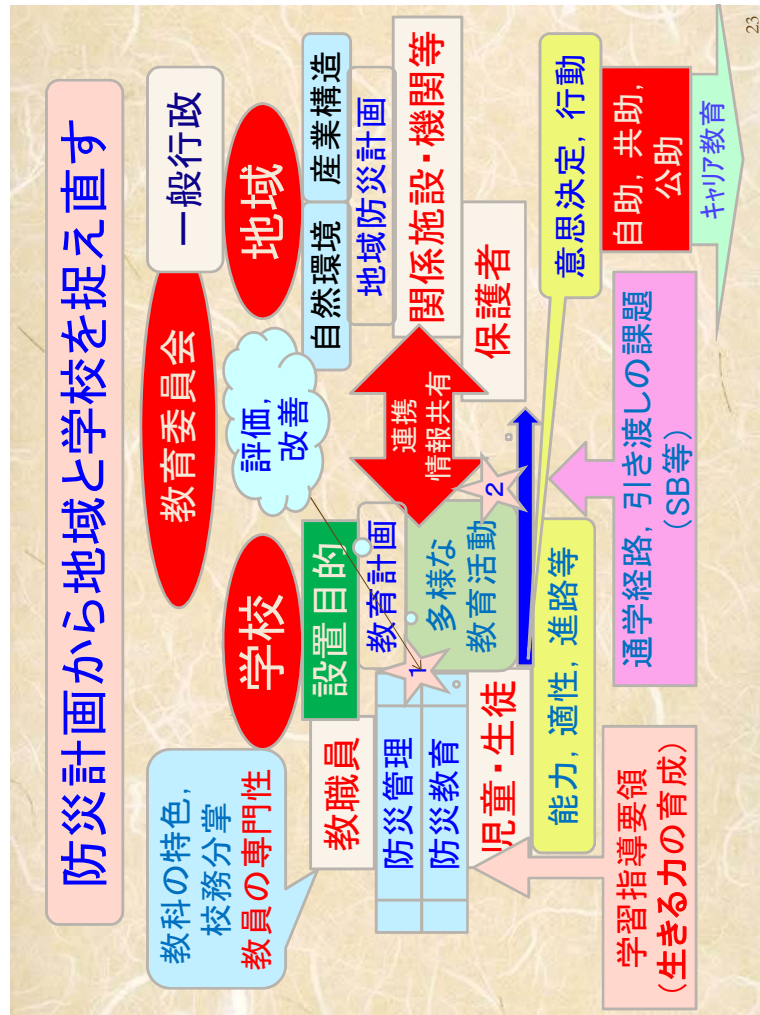 防災計画から地域と学校を捉え直す
教育委員会
一般行政
教科の特色，
校務分掌
教員の専門性
学校
評価，
改善
地域
教職員
設置目的
自然環境
産業構造
防災管理
防災教育
教育計画
地域防災計画
1
多様な
教育活動
連携
情報共有
関係施設・機関等
児童・生徒
2
保護者
能力，適性，進路等
意思決定，行動
学習指導要領
（生きる力の育成）
通学経路，引き渡しの課題
（SB等）
自助，共助，
公助
キャリア教育
23